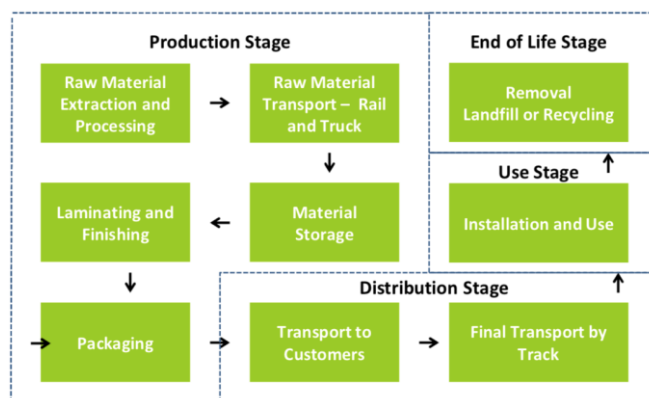 Production Stage
End of Life Stage
Raw Material
Extraction and
Processing
Raw Material
Transport – Rail
and Truck
Removal
Landfill or Recycling
Use Stage
Laminating and
Finishing
Material
Storage
Installation and Use
Distribution Stage
Packaging
Transport to
Customers
Final Transport by
Track